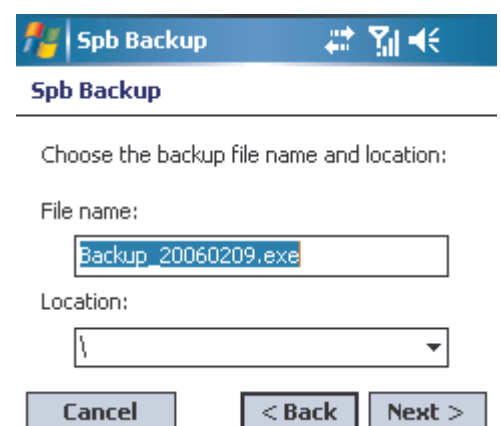 Spb Backup
Spb Backup
Choose the backup file name and location:
File name:
Backup_20060209.exe
Location:
\
Cancel < Back Next >